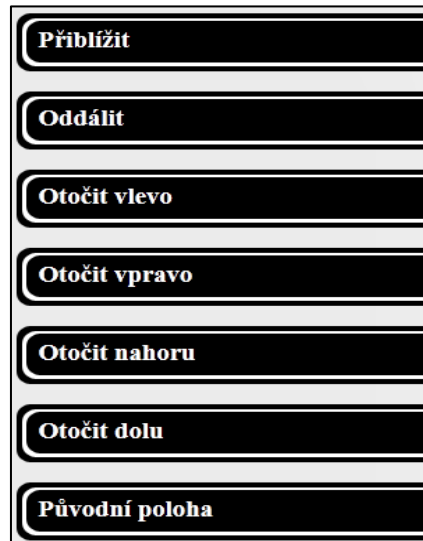 Přiblížit
Oddálit
Otočit vlevo
Otočit vpravo
Otočit nahoru
Otočit dolu
Původní poloha